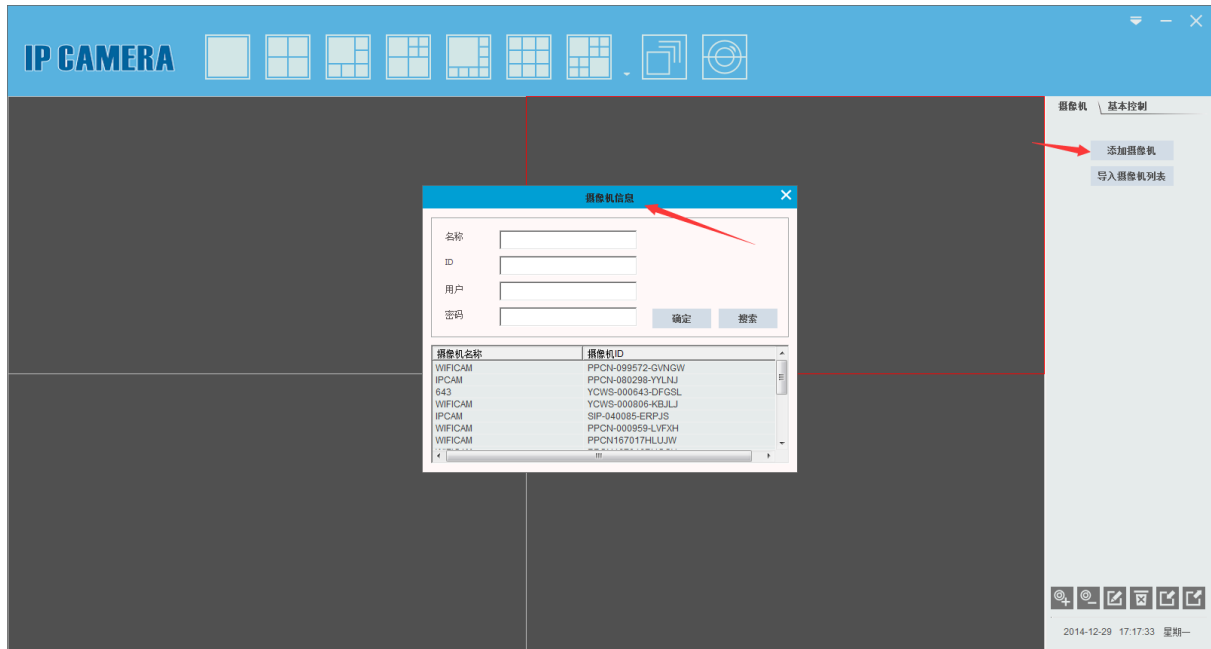 IP CAMERA
摄像机 基本控制
添加摄像机
导入摄像机列表
摄像机信息
名称
ID
用户
密码
确定 搜索
摄像机名称 摄像机ID
WIFICAM PPCN-099572-GVNGW
IPCAM PPCN-080298-YYLNJ
643 YCWS-000643-DFGSL
WIFICAM YCWS-000806-KBJLJ
IPCAM SIP-040085-ERPJS
WIFICAM PPCN-000959-LVFXH
WIFICAM PPCN167017HLUJW
2014-12-29 17:17:33 星期一